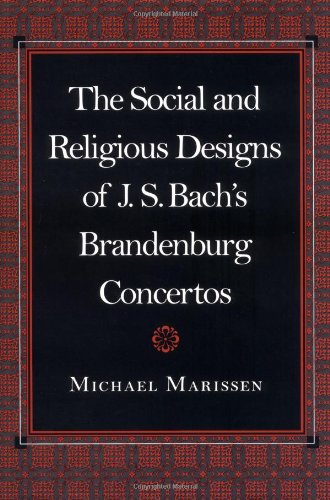 The Social and
Religious Designs
of J. S. Bach's
Brandenburg
Concertos
Michael Marissen